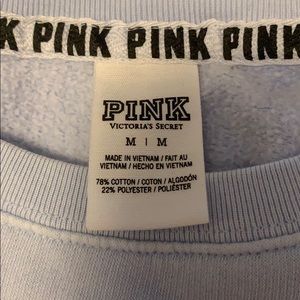 K PINK PINK PINK
PINK
VICTORIA'S SECRET
M | M
MADE IN VIETNAM / FAIT AU
VIETNAM / HECHO EN VIETNAM
78% COTTON / COTON / ALGODÓN
22% POLYESTER / POLIÉSTER